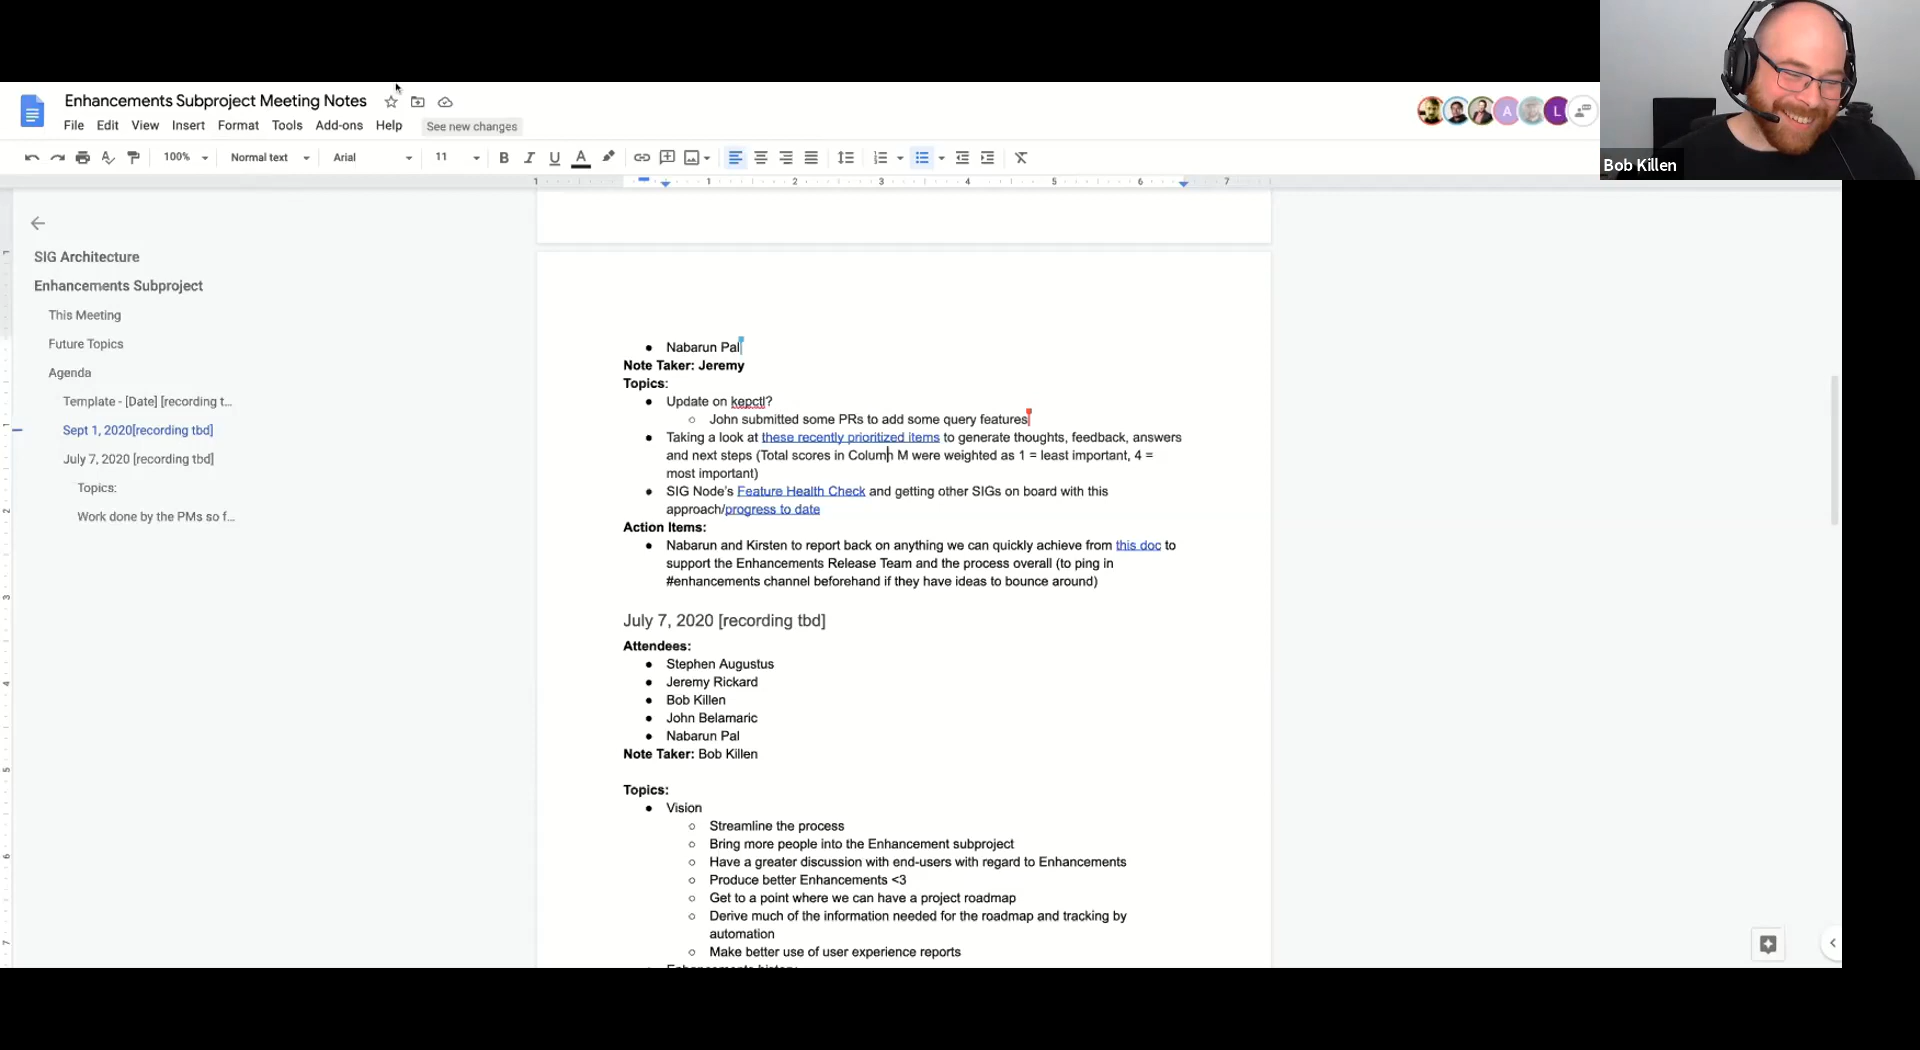 Enhancements Subproject Meeting Notes
File Edit View Insert Format Tools Add-ons Help See new changes
A L
Bob Killen
100% Normal text Arial 11 B I U A
1 1 2 3 4 5 6 7
SIG Architecture
Enhancements Subproject
This Meeting
Future Topics
Agenda
Template - [Date] [recording t...
Sept 1, 2020[recording tbd]
July 7, 2020 [recording tbd]
Topics:
Work done by the PMs so f...
● Nabarun Pal
Note Taker: Jeremy
Topics:
● Update on kepctl?
○ John submitted some PRs to add some query features
● Taking a look at these recently prioritized items to generate thoughts, feedback, answers
and next steps (Total scores in Column M were weighted as 1 = least important, 4 =
most important)
● SIG Node's Feature Health Check and getting other SIGs on board with this
approach/progress to date
Action Items:
● Nabarun and Kirsten to report back on anything we can quickly achieve from this doc to
support the Enhancements Release Team and the process overall (to ping in
#enhancements channel beforehand if they have ideas to bounce around)
July 7, 2020 [recording tbd]
Attendees:
● Stephen Augustus
● Jeremy Rickard
● Bob Killen
● John Belamaric
● Nabarun Pal
Note Taker: Bob Killen
Topics:
● Vision
○ Streamline the process
○ Bring more people into the Enhancement subproject
○ Have a greater discussion with end-users with regard to Enhancements
○ Produce better Enhancements <3
○ Get to a point where we can have a project roadmap
○ Derive much of the information needed for the roadmap and tracking by
automation
○ Make better use of user experience reports